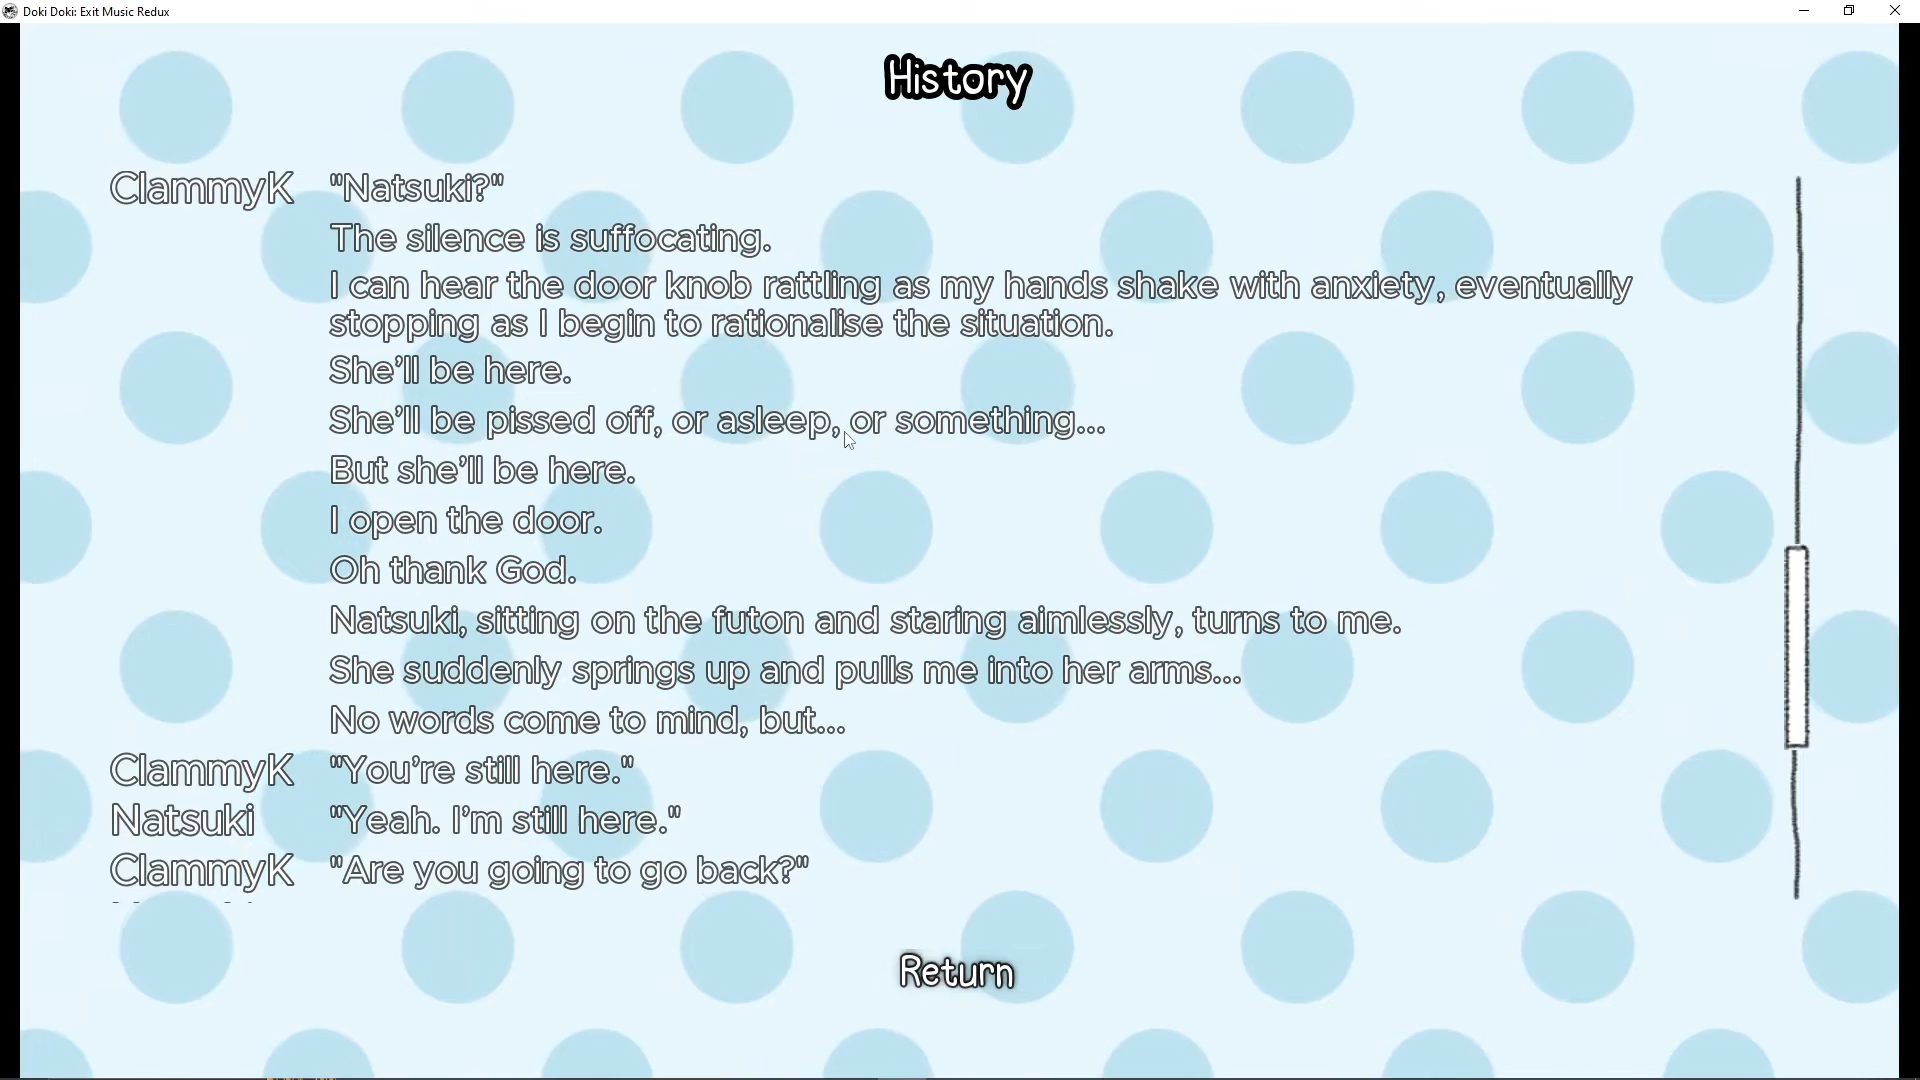 Doki Doki: Exit Music Redux
History
ClammyK "Natsuki?"
The silence is suffocating.
I can hear the door knob rattling as my hands shake with anxiety, eventually
stopping as I begin to rationalise the situation.
She’ll be here.
She’ll be pissed off, or asleep, or something...
But she’ll be here.
I open the door.
Oh thank God.
Natsuki, sitting on the futon and staring aimlessly, turns to me.
She suddenly springs up and pulls me into her arms...
No words come to mind, but...
ClammyK "You’re still here."
Natsuki "Yeah. I’m still here."
ClammyK "Are you going to go back?"
Return